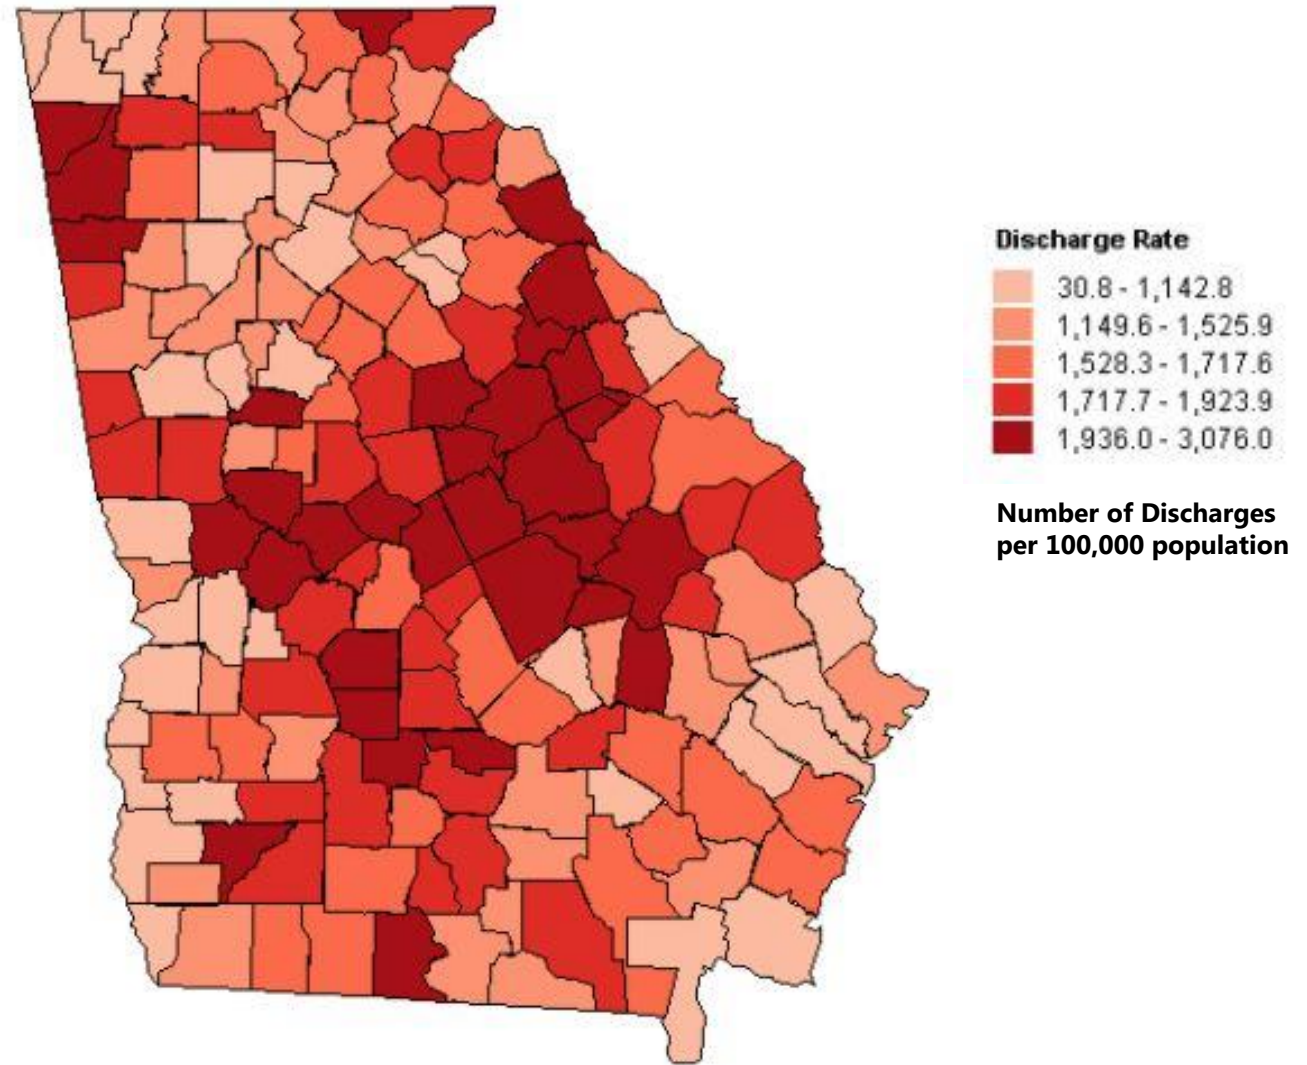 Discharge Rate
30.8 - 1,142.8
1,149.6 - 1,525.9
1,528.3 - 1,717.6
1,717.7 - 1,923.9
1,936.0 - 3,076.0
Number of Discharges
per 100,000 population